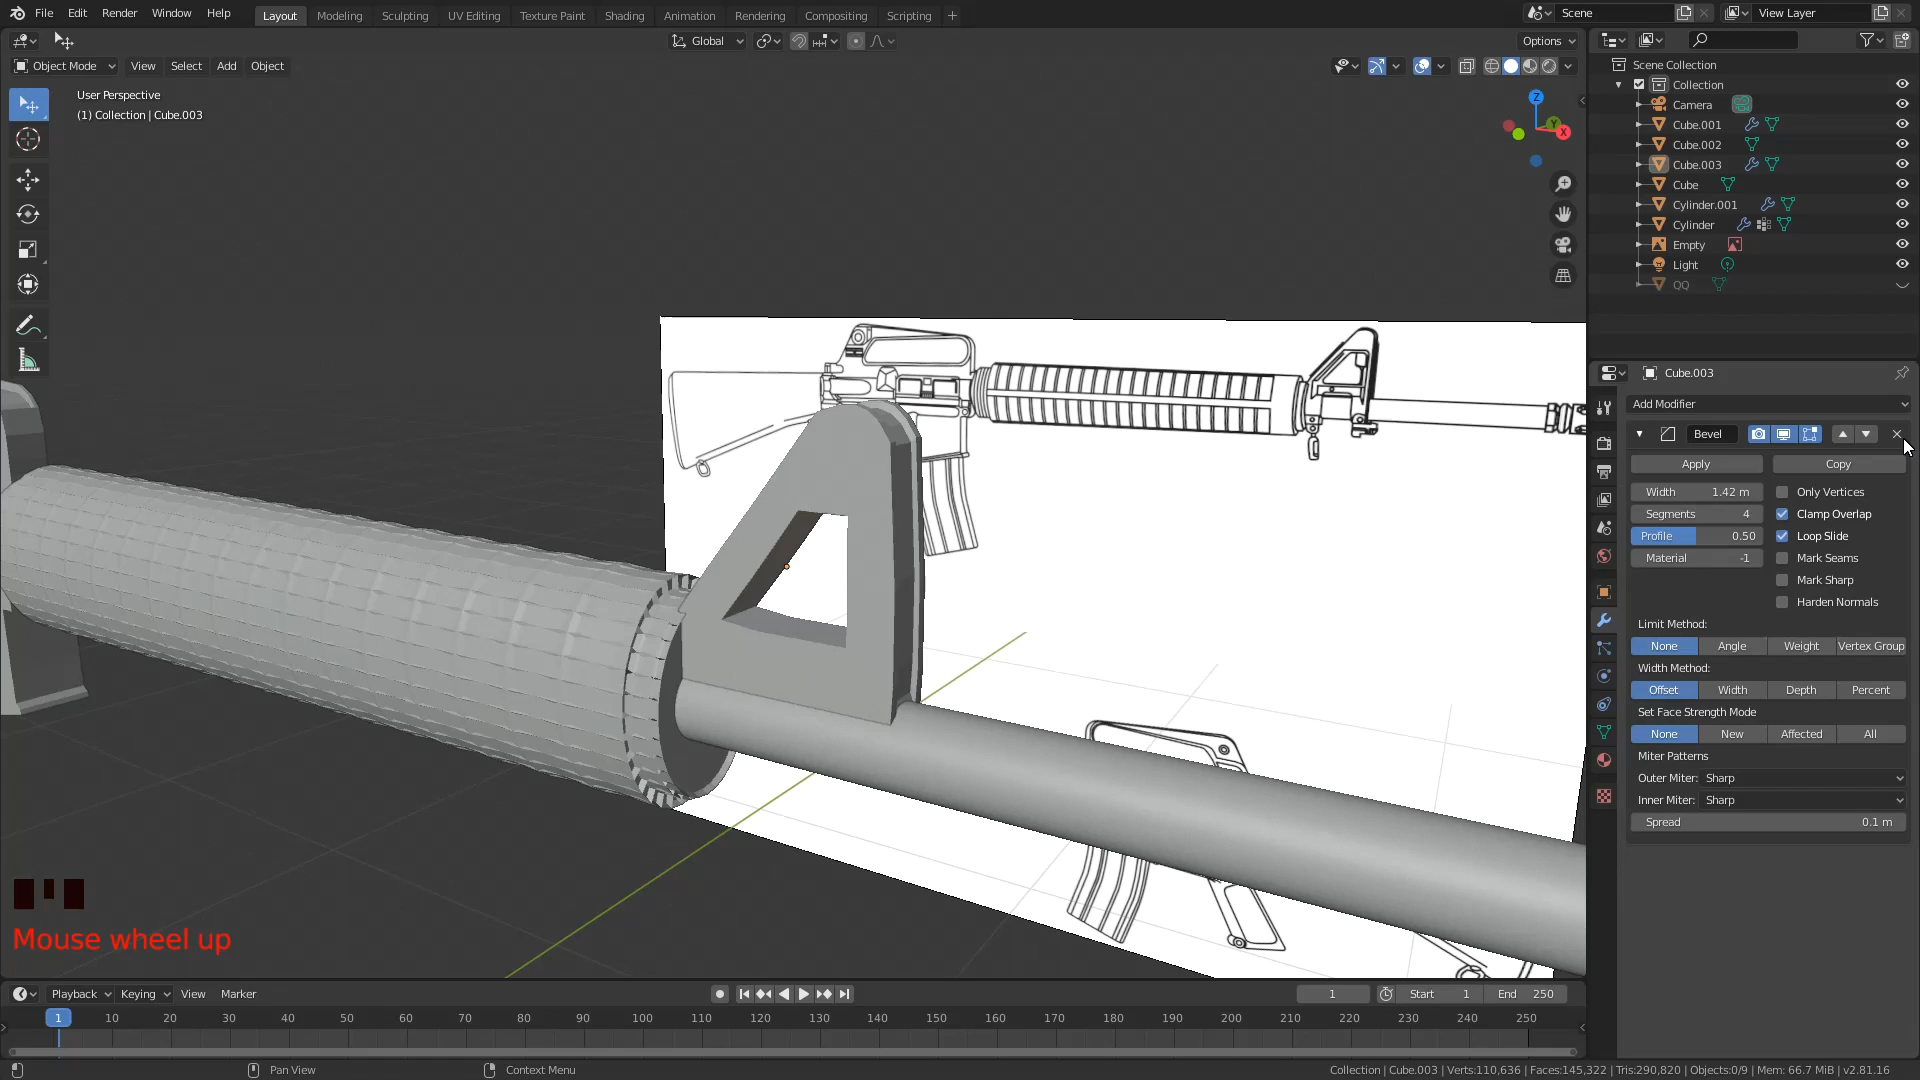 File Edit Render Window Help Layout Modeling Sculpting UV Editing Texture Paint Shading Animation Rendering Compositing Scripting + Scene View Layer
Global Options
Object Mode View Select Add Object
User Perspective
(1) Collection | Cube.003
Z
Y
X
Scene Collection
Collection
Camera
Cube.001
Cube.002
Cube.003
Cube
Cylinder.001
Cylinder
Empty
Light
QQ
Cube.003
Add Modifier
Bevel
Apply Copy
Width 1.42 m Only Vertices
Segments 4 Clamp Overlap
Profile 0.50 Loop Slide
Material -1 Mark Seams
Mark Sharp
Harden Normals
Limit Method:
None Angle Weight Vertex Group
Width Method:
Offset Width Depth Percent
Set Face Strength Mode
None New Affected All
Miter Patterns
Outer Miter: Sharp
Inner Miter: Sharp
Spread 0.1 m
Mouse wheel up
Playback Keying View Marker 1 Start 1 End 250
1 10 20 30 40 50 60 70 80 90 100 110 120 130 140 150 160 170 180 190 200 210 220 230 240 250
Pan View Context Menu Collection | Cube.003 | Verts:110,636 | Faces:145,322 | Tris:290,820 | Objects:0/9 | Mem: 66.7 MiB | v2.81.16